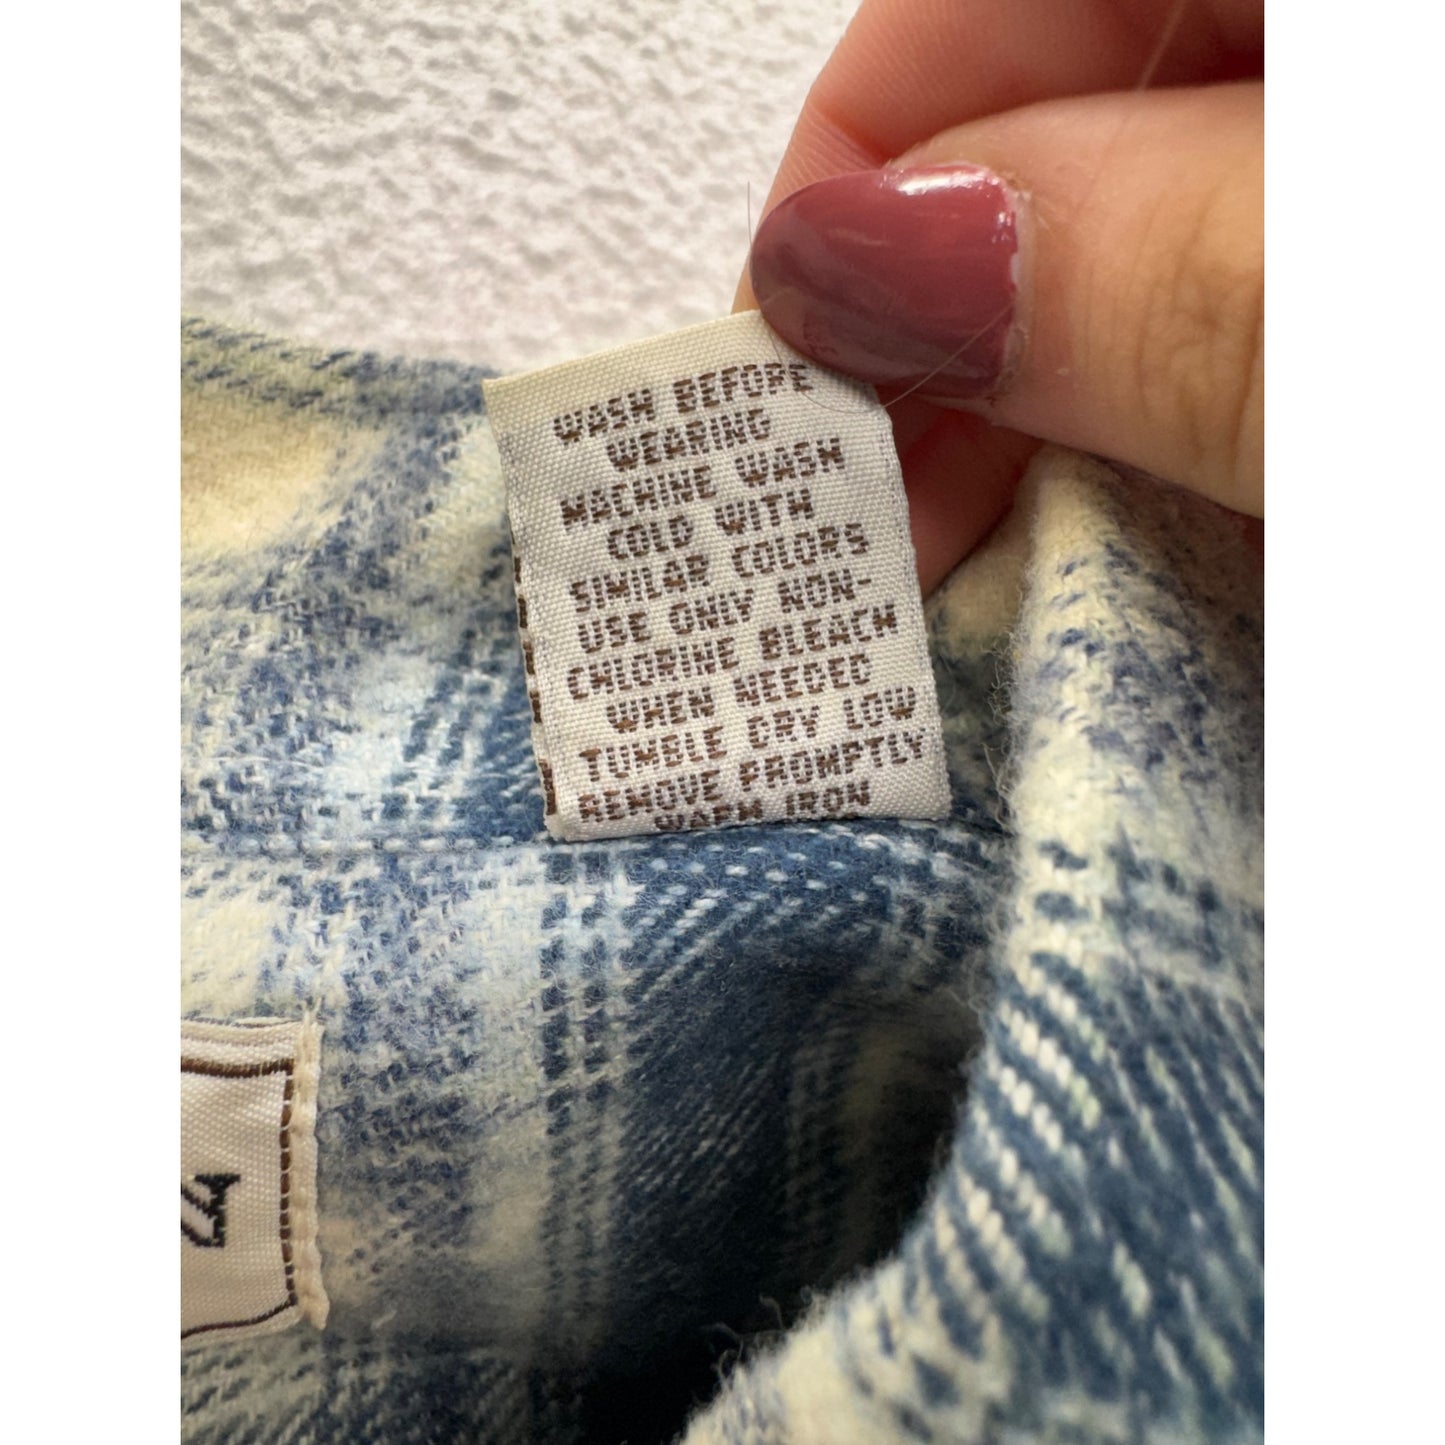 WASH BEFORE
WEARING
MACHINE WASH
COLD WITH
SIMILAR COLORS
USE ONLY NON-
CHLORINE BLEACH
WHEN NEEDED
TUMBLE DRY LOW
REMOVE PROMPTLY
WARM IRON